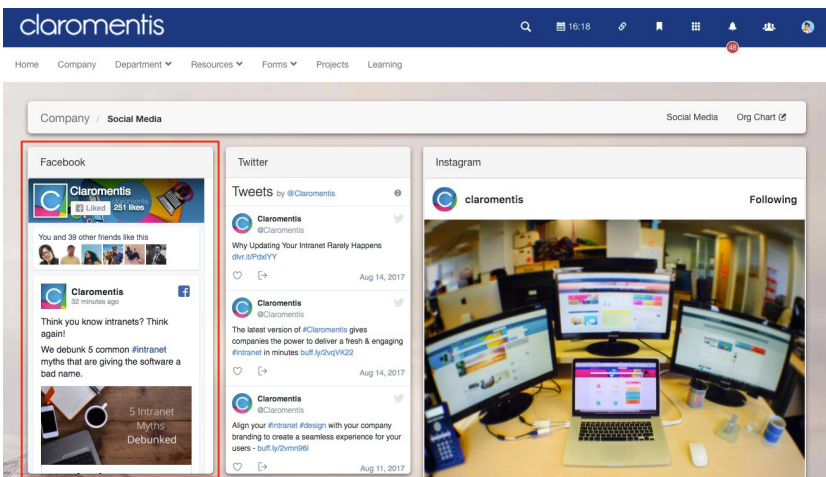 claromentis
16:18
48
Home Company Department Resources Forms Projects Learning
Company / Social Media
Social Media Org Chart
Facebook
Claromentis
Liked 251 likes
You and 39 other friends like this
Claromentis
32 minutes ago
Think you know intranets? Think
again!
We debunk 5 common #intranet
myths that are giving the software a
bad name.
5 Intranet
Myths
Debunked
Twitter
Tweets by @Claromentis
Claromentis
@Claromentis
Why Updating Your Intranet Rarely Happens
dlvr.it/PdxlYY
Aug 14, 2017
Claromentis
@Claromentis
The latest version of #Claromentis gives
companies the power to deliver a fresh & engaging
#intranet in minutes buff.ly/2vqVK22
Aug 14, 2017
Claromentis
@Claromentis
Align your #intranet #design with your company
branding to create a seamless experience for your
users - buff.ly/2vmn96l
Aug 11, 2017
Instagram
claromentis Following